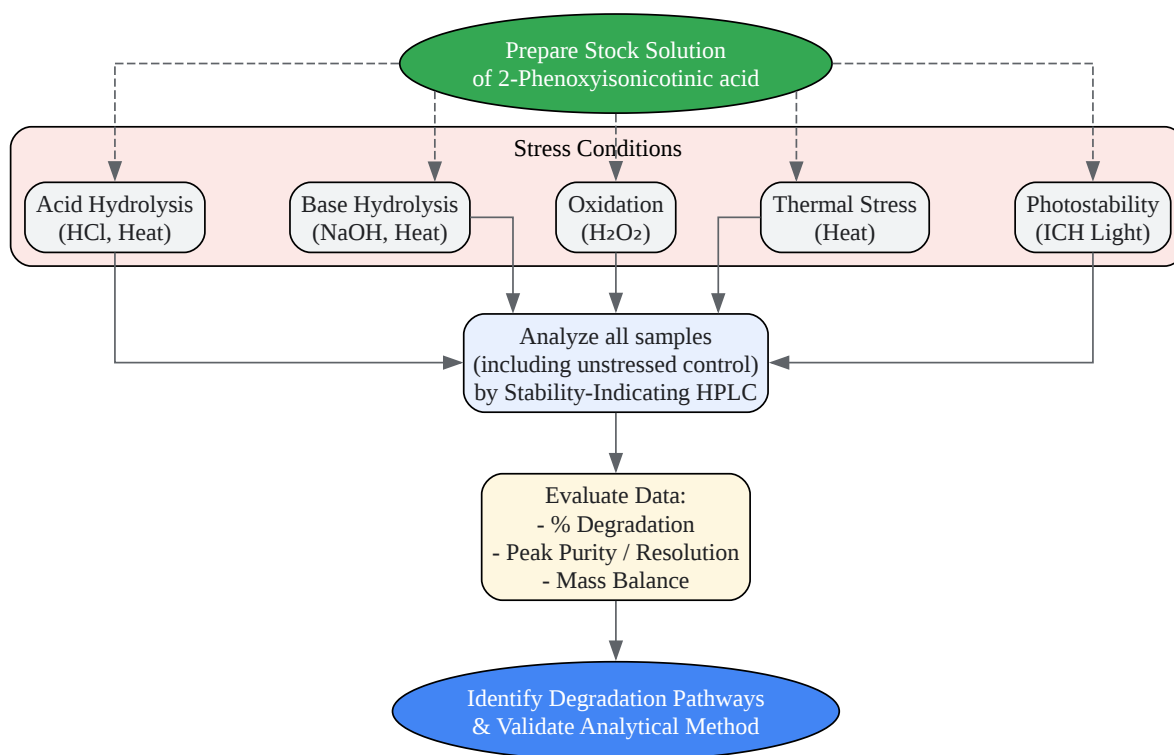 Prepare Stock Solution
of 2-Phenoxyisonicotinic acid
Stress Conditions
Acid Hydrolysis
(HCl, Heat)
Base Hydrolysis
(NaOH, Heat)
Oxidation
(H₂O₂)
Thermal Stress
(Heat)
Photostability
(ICH Light)
Analyze all samples
(including unstressed control)
by Stability-Indicating HPLC
Evaluate Data:
- % Degradation
- Peak Purity / Resolution
- Mass Balance
Identify Degradation Pathways
& Validate Analytical Method